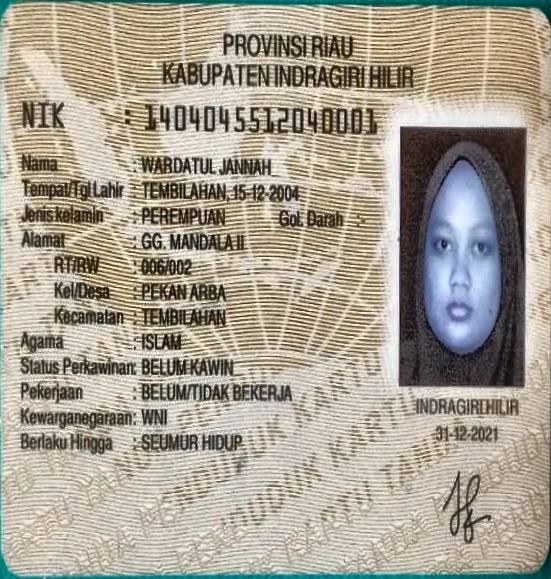 PROVINSI RIAU
KABUPATEN INDRAGIRI HILIR
NIK : 1404045512040001
Nama : WARDATUL JANNAH
Tempat/Tgl Lahir : TEMBILAHAN, 15-12-2004
Jenis kelamin : PEREMPUAN Gol. Darah :-
Alamat : GG. MANDALA II
RT/RW : 006/002
Kel/Desa : PEKAN ARBA
Kecamatan : TEMBILAHAN
Agama : ISLAM
Status Perkawinan: BELUM KAWIN
Pekerjaan : BELUM/TIDAK BEKERJA
Kewarganegaraan: WNI
Berlaku Hingga : SEUMUR HIDUP
INDRAGIRI HILIR
31-12-2021